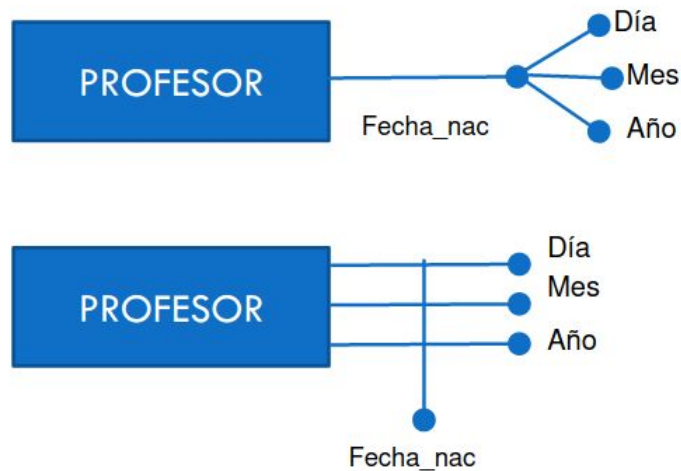 Día
PROFESOR
Mes
Fecha_nac
Año
Día
Mes
PROFESOR
Año
Fecha_nac